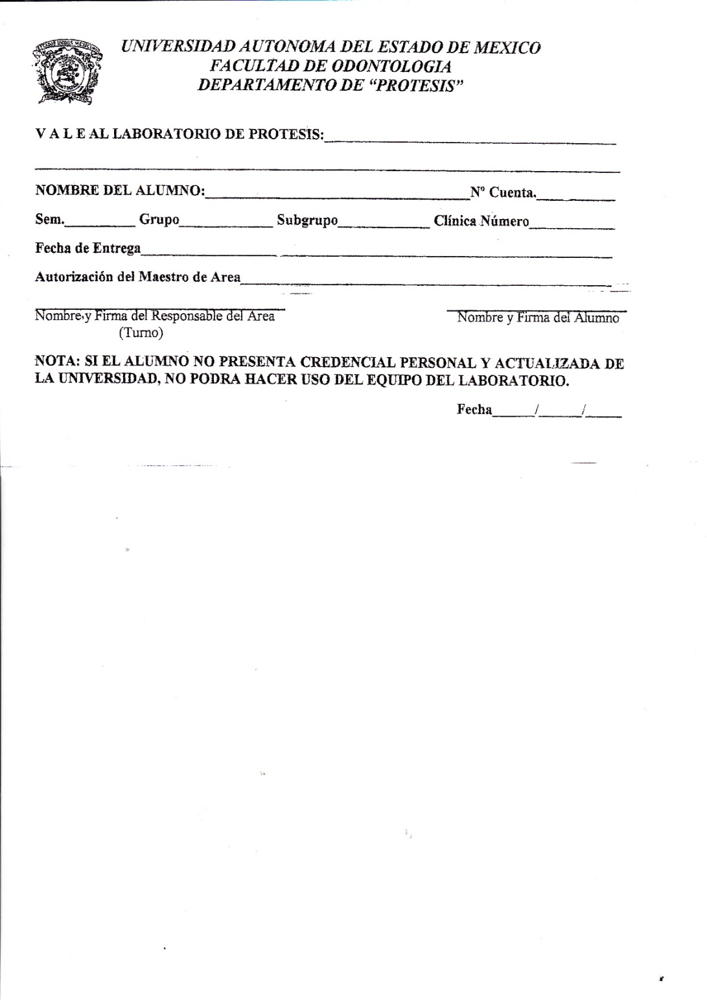 UNIVERSIDAD AUTONOMA DEL ESTADO DE MEXICO
FACULTAD DE ODONTOLOGIA
DEPARTAMENTO DE “PROTESIS”
V A L E AL LABORATORIO DE PROTESIS:
NOMBRE DEL ALUMNO: Nº Cuenta.
Sem. Grupo Subgrupo Clínica Número
Fecha de Entrega
Autorización del Maestro de Area
Nombre y Firma del Responsable del Area Nombre y Firma del Alumno
(Turno)
NOTA: SI EL ALUMNO NO PRESENTA CREDENCIAL PERSONAL Y ACTUALIZADA DE
LA UNIVERSIDAD, NO PODRA HACER USO DEL EQUIPO DEL LABORATORIO.
Fecha / /